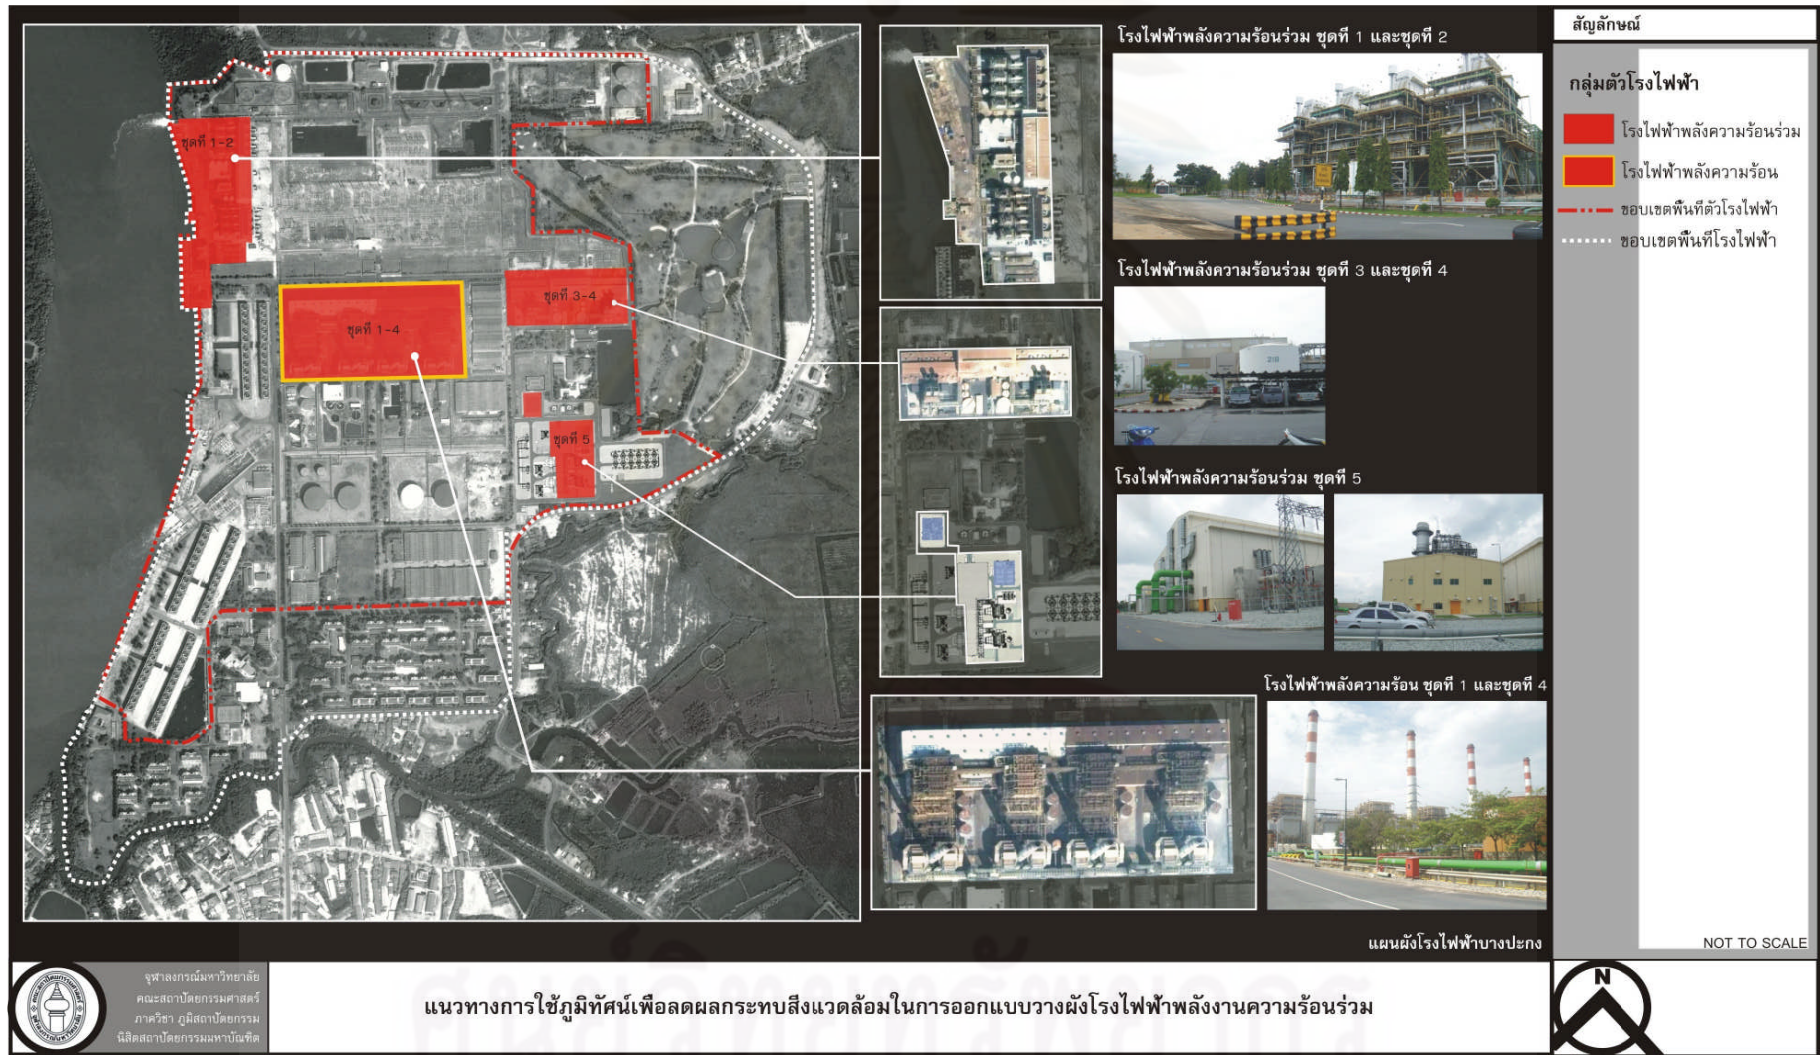 โรงไฟฟ้าพลังความร้อนร่วม ชุดที่ 1 และชุดที่ 2
โรงไฟฟ้าพลังความร้อนร่วม ชุดที่ 3 และชุดที่ 4
โรงไฟฟ้าพลังความร้อนร่วม ชุดที่ 5
โรงไฟฟ้าพลังความร้อน ชุดที่ 1 และชุดที่ 4
ชุดที่ 1-2
ชุดที่ 3-4
ชุดที่ 1-4
ชุดที่ 5
แผนผังโรงไฟฟ้าบางปะกง
สัญลักษณ์
กลุ่มตัวโรงไฟฟ้า
โรงไฟฟ้าพลังความร้อนร่วม
โรงไฟฟ้าพลังความร้อน
ขอบเขตพื้นที่ตัวโรงไฟฟ้า
ขอบเขตพื้นที่โรงไฟฟ้า
NOT TO SCALE
จุฬาลงกรณ์มหาวิทยาลัย
คณะสถาปัตยกรรมศาสตร์
ภาควิชา ภูมิสถาปัตยกรรม
นิสิตสถาปัตยกรรมมหาบัณฑิต
แนวทางการใช้ภูมิทัศน์เพื่อลดผลกระทบสิ่งแวดล้อมในการออกแบบวางผังโรงไฟฟ้าพลังงานความร้อนร่วม
N